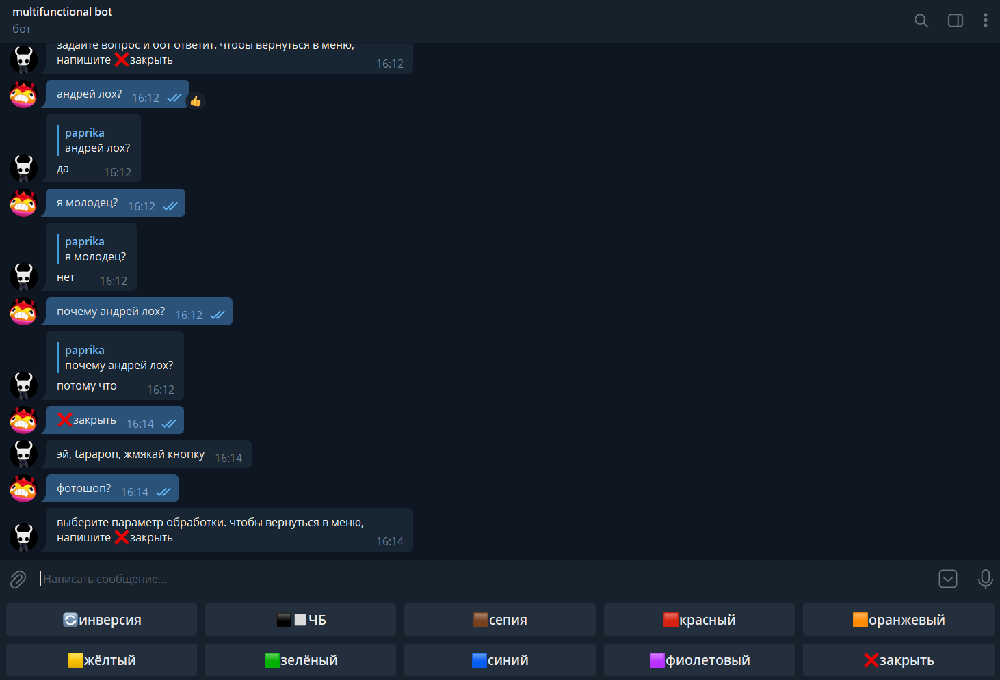 multifunctional bot
бот
задайте вопрос и бот ответит. чтобы вернуться в меню,
напишите ❌закрыть
16:12
андрей лох? 16:12
paprika
андрей лох?
да 16:12
я молодец? 16:12
paprika
я молодец?
нет 16:12
почему андрей лох? 16:12
paprika
почему андрей лох?
потому что 16:12
❌закрыть 16:14
эй, tapapon, жмякай кнопку 16:14
фотошоп? 16:14
выберите параметр обработки. чтобы вернуться в меню,
напишите ❌закрыть
16:14
Написать сообщение...
🔄инверсия ⬛⬜ЧБ 🟫сепия 🟥красный 🟧оранжевый
🟨жёлтый 🟩зелёный 🟦синий 🟪фиолетовый ❌закрыть